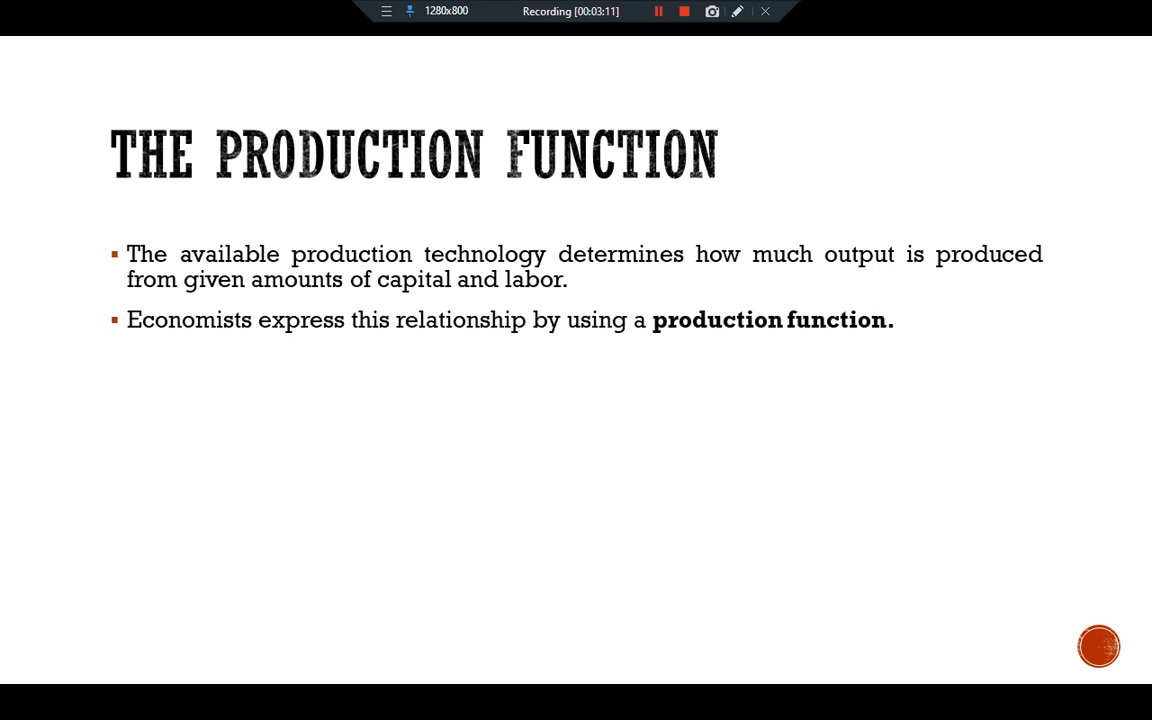 1280x800 Recording [00:03:11]
THE PRODUCTION FUNCTION
▪ The available production technology determines how much output is produced
from given amounts of capital and labor.
▪ Economists express this relationship by using a production function.